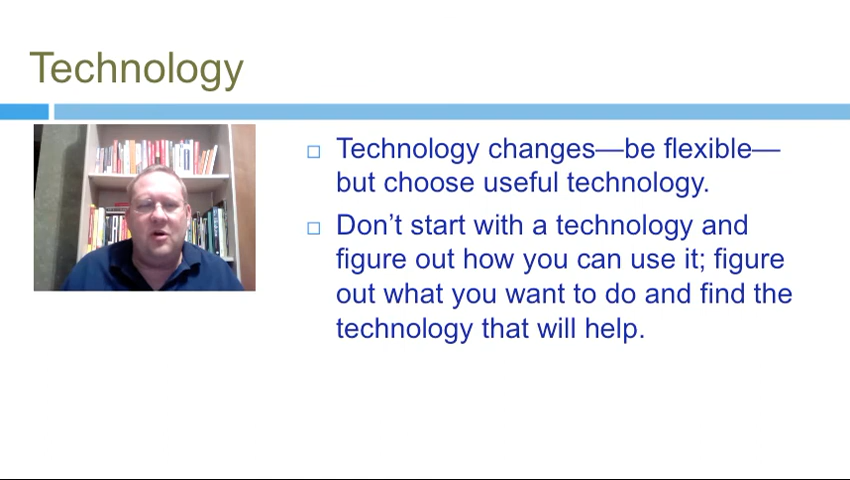 Technology
Technology changes—be flexible—
but choose useful technology.
Don’t start with a technology and
figure out how you can use it; figure
out what you want to do and find the
technology that will help.